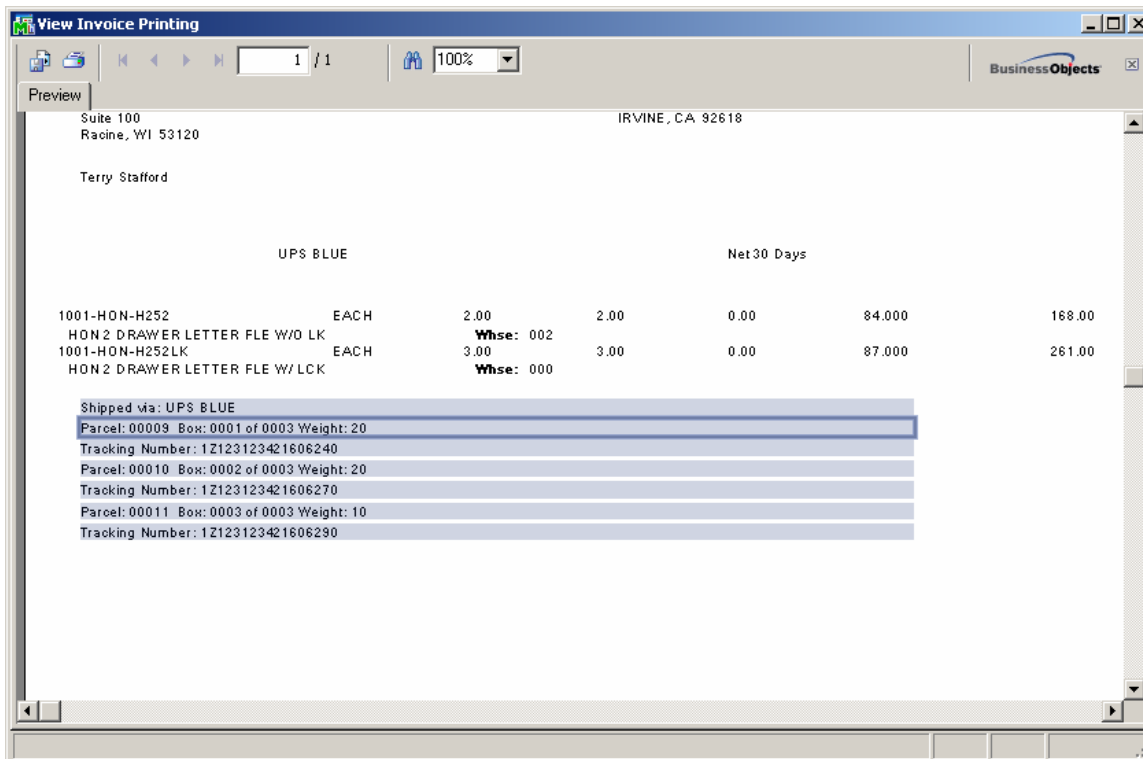 View Invoice Printing
1 / 1 100% BusinessObjects
Preview
Suite 100 IRVINE, CA 92618
Racine, WI 53120
Terry Stafford
UPS BLUE Net 30 Days
1001-HON-H252 EACH 2.00 2.00 0.00 84.000 168.00
HON 2 DRAWER LETTER FLE W/O LK Whse: 002
1001-HON-H252LK EACH 3.00 3.00 0.00 87.000 261.00
HON 2 DRAWER LETTER FLE W/ LCK Whse: 000
Shipped via: UPS BLUE
Parcel: 00009 Box: 0001 of 0003 Weight: 20
Tracking Number: 1Z123123421606240
Parcel: 00010 Box: 0002 of 0003 Weight: 20
Tracking Number: 1Z123123421606270
Parcel: 00011 Box: 0003 of 0003 Weight: 10
Tracking Number: 1Z123123421606290